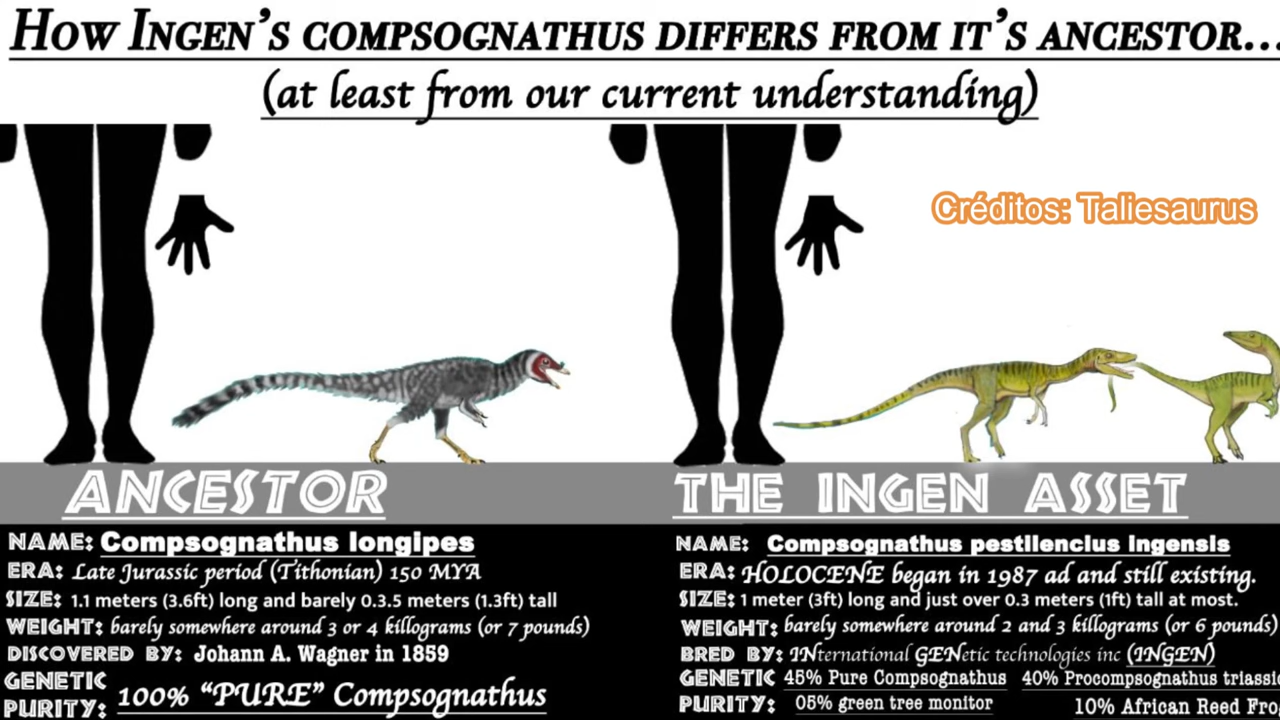 How Ingen's compsognathus differs from it's ancestor...
(at least from our current understanding)
Créditos: Taliesaurus
ANCESTOR
NAME: Compsognathus longipes
ERA: Late Jurassic period (Tithonian) 150 MYA
SIZE: 1.1 meters (3.6ft) long and barely 0.3.5 meters (1.3ft) tall
WEIGHT: barely somewhere around 3 or 4 killograms (or 7 pounds)
DISCOVERED BY: Johann A. Wagner in 1859
GENETIC PURITY: 100% "PURE" Compsognathus
THE INGEN ASSET
NAME: Compsognathus pestilencius ingensis
ERA: HOLOCENE began in 1987 ad and still existing.
SIZE: 1 meter (3ft) long and just over 0.3 meters (1ft) tall at most.
WEIGHT: barely somewhere around 2 and 3 killograms (or 6 pounds)
BRED BY: INternational GENetic technologies inc (INGEN)
GENETIC 45% Pure Compsognathus 40% Procompsognathus triassic
PURITY: 05% green tree monitor 10% African Reed Fro